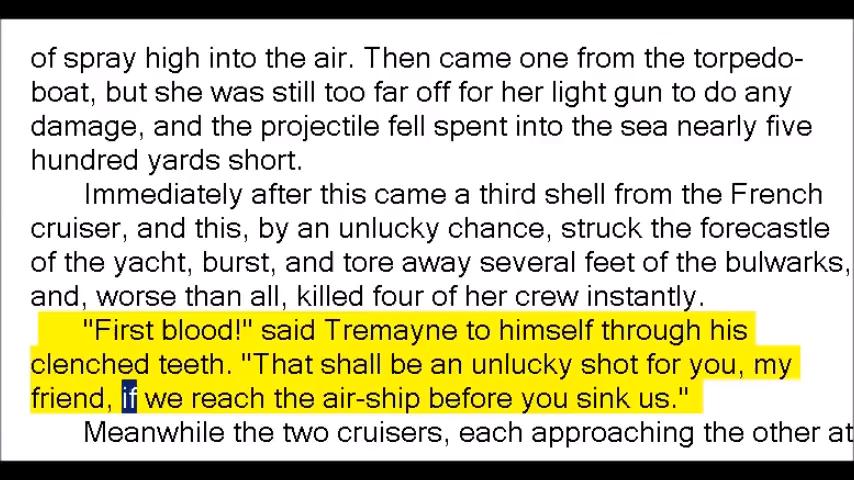 of spray high into the air. Then came one from the torpedo-
boat, but she was still too far off for her light gun to do any
damage, and the projectile fell spent into the sea nearly five
hundred yards short.
Immediately after this came a third shell from the French
cruiser, and this, by an unlucky chance, struck the forecastle
of the yacht, burst, and tore away several feet of the bulwarks,
and, worse than all, killed four of her crew instantly.
"First blood!" said Tremayne to himself through his
clenched teeth. "That shall be an unlucky shot for you, my
friend, if we reach the air-ship before you sink us."
Meanwhile the two cruisers, each approaching the other at